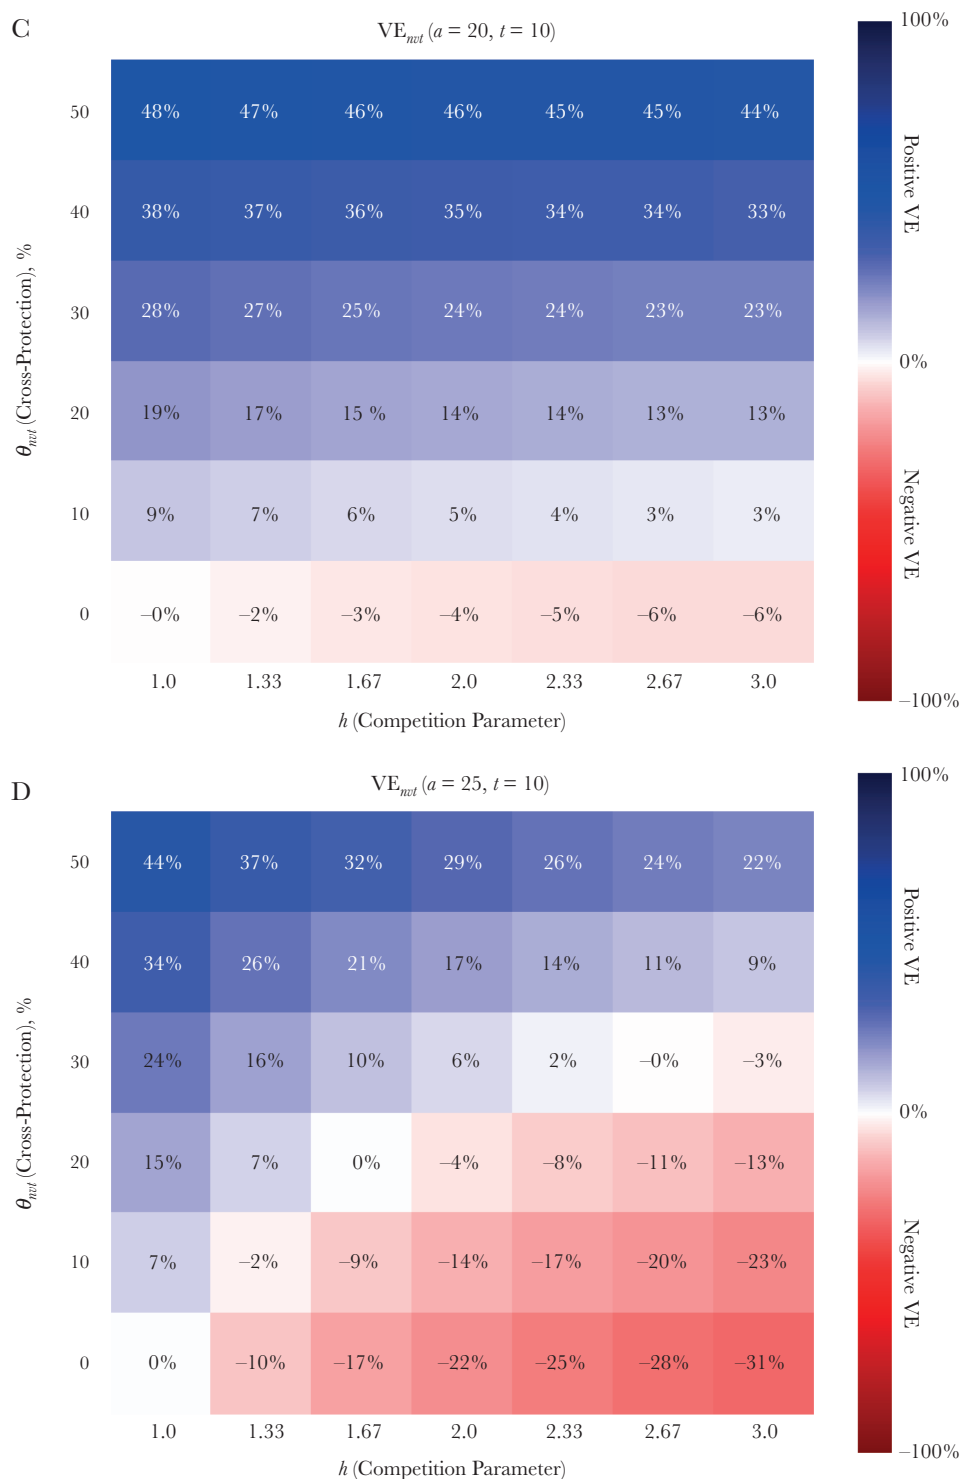 C
VE_nvt (a = 20, t = 10)
θ_nvt (Cross-Protection), %
50 48% 47% 46% 46% 45% 45% 44%
40 38% 37% 36% 35% 34% 34% 33%
30 28% 27% 25% 24% 24% 23% 23%
20 19% 17% 15 % 14% 14% 13% 13%
10 9% 7% 6% 5% 4% 3% 3%
0 –0% –2% –3% –4% –5% –6% –6%
1.0 1.33 1.67 2.0 2.33 2.67 3.0
h (Competition Parameter)
100%
Positive VE
0%
Negative VE
–100%
D
VE_nvt (a = 25, t = 10)
θ_nvt (Cross-Protection), %
50 44% 37% 32% 29% 26% 24% 22%
40 34% 26% 21% 17% 14% 11% 9%
30 24% 16% 10% 6% 2% –0% –3%
20 15% 7% 0% –4% –8% –11% –13%
10 7% –2% –9% –14% –17% –20% –23%
0 0% –10% –17% –22% –25% –28% –31%
1.0 1.33 1.67 2.0 2.33 2.67 3.0
h (Competition Parameter)
100%
Positive VE
0%
Negative VE
–100%